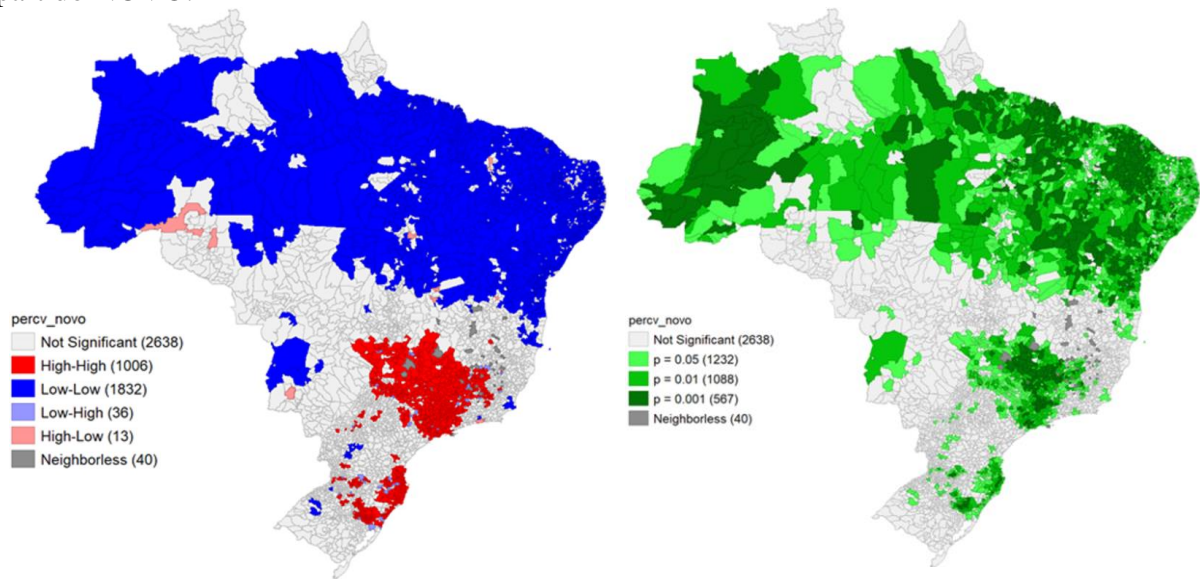 percv_novo
Not Significant (2638)
High-High (1006)
Low-Low (1832)
Low-High (36)
High-Low (13)
Neighborless (40)
percv_novo
Not Significant (2638)
p = 0.05 (1232)
p = 0.01 (1088)
p = 0.001 (567)
Neighborless (40)